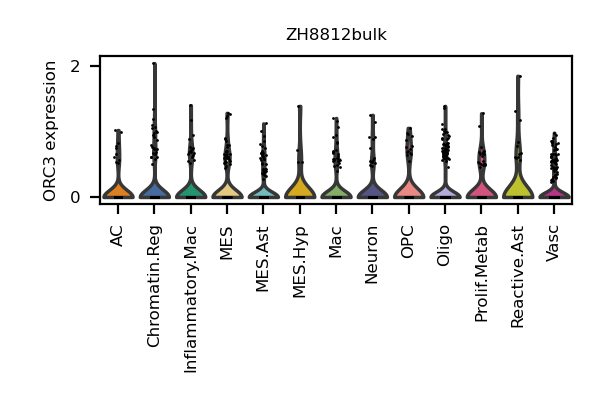 ZH8812bulk
ORC3 expression
2
0
AC
Chromatin.Reg
Inflammatory.Mac
MES
MES.Ast
MES.Hyp
Mac
Neuron
OPC
Oligo
Prolif.Metab
Reactive.Ast
Vasc